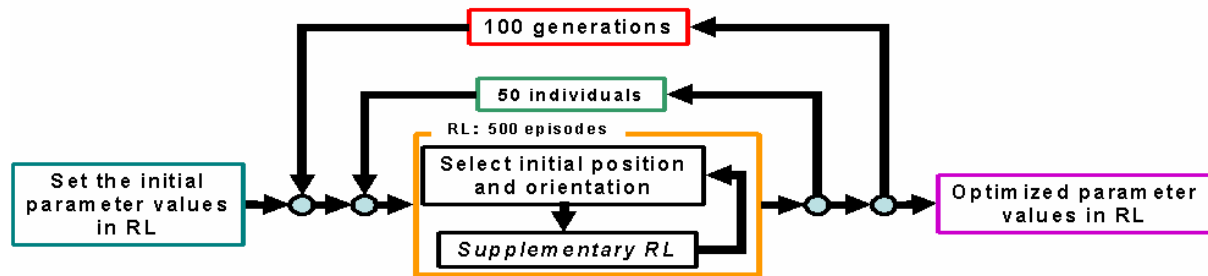 100 generations
50 individuals
RL: 500 episodes
Set the initial
parameter values
in RL
Select initial position
and orientation
Supplementary RL
Optimized parameter
values in RL